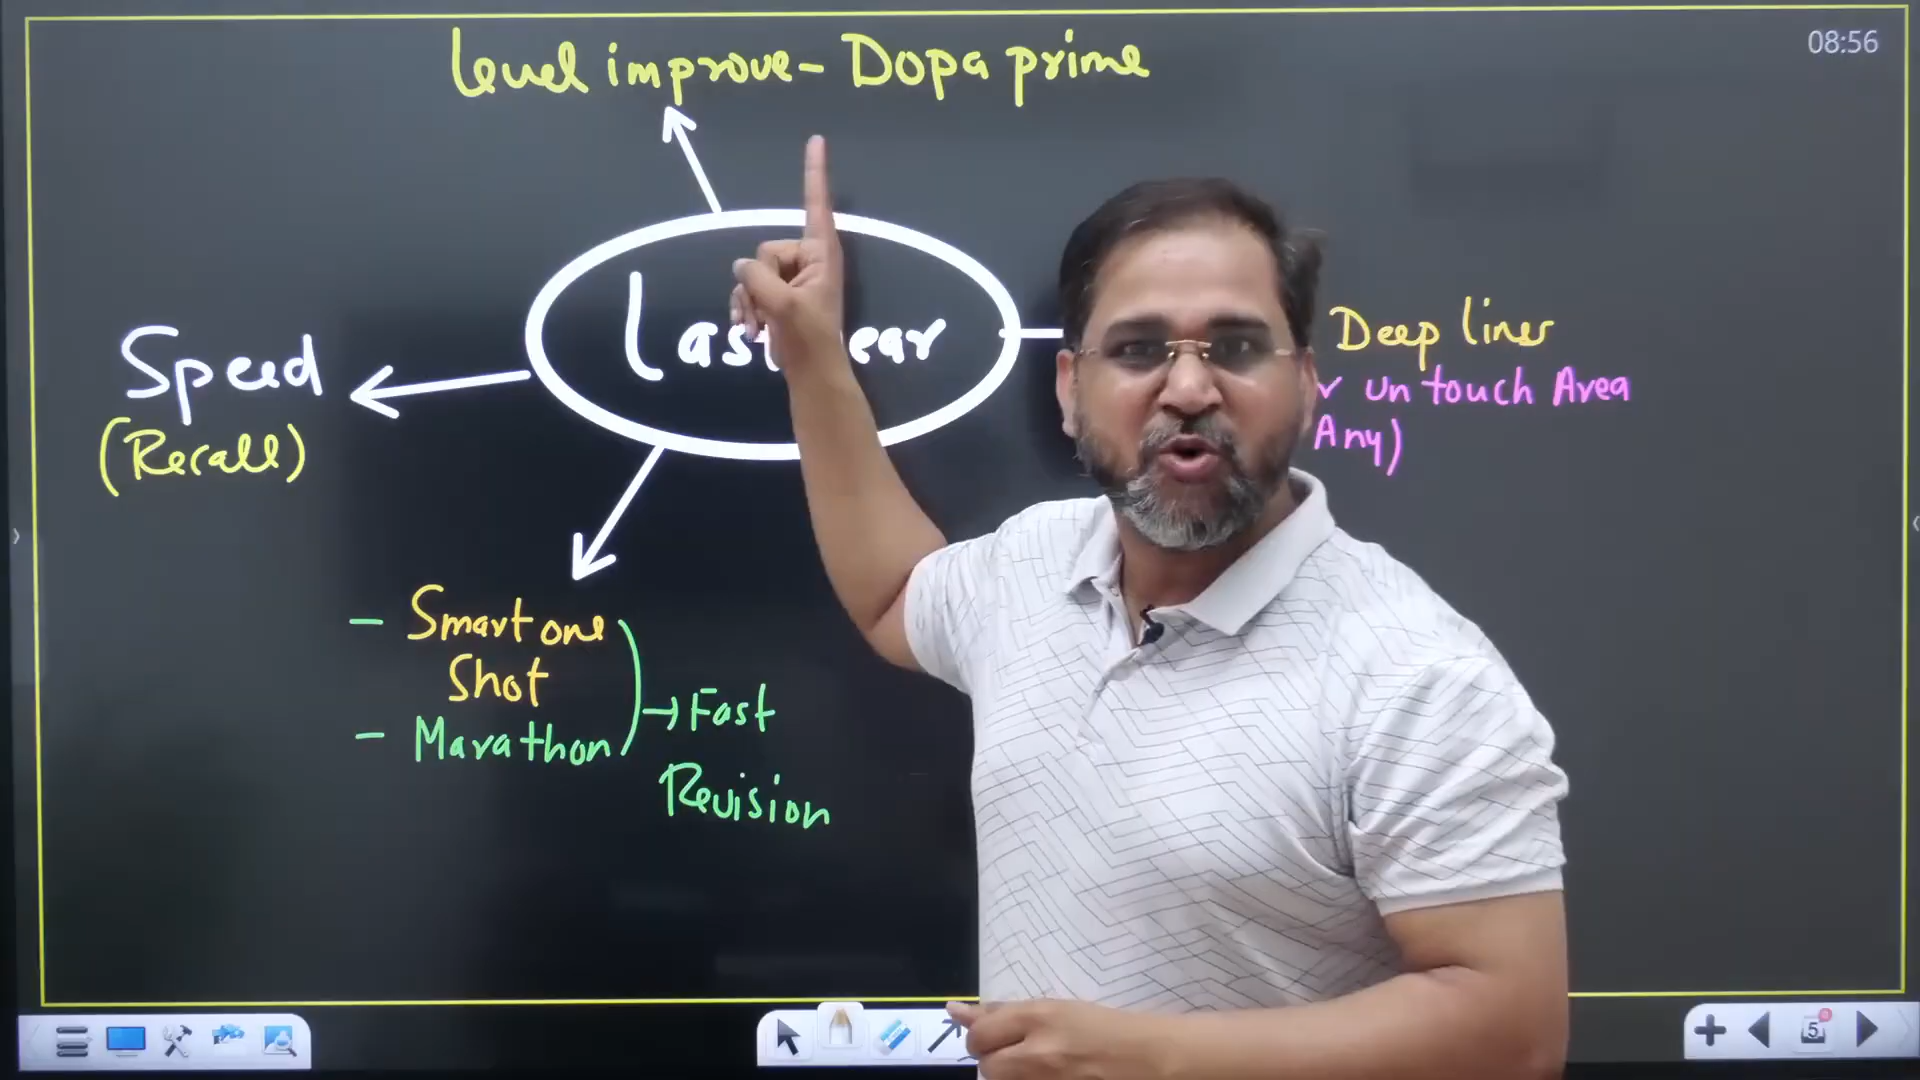 Level improve - Dopa prime
08:56
Last
ear
Speed
(Recall)
Deep liner
r un touch Area
Any)
- Smart one
Shot
- Marathon
→ Fast
Revision
5